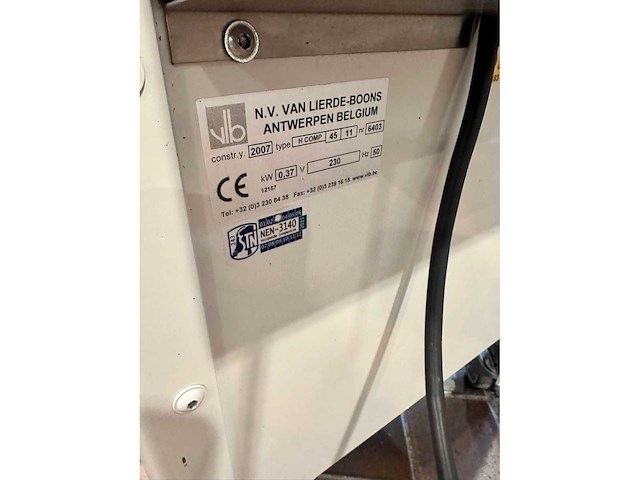 vlb
N.V. VAN LIERDE-BOONS
ANTWERPEN BELGIUM
constr.y. 2007 type H COMP 45 11 nr 6403
kW 0,37 V 230 Hz 50
CE
12157
Tel: +32 (0)3 230 84 38 Fax: +32 (0)3 239 16 15 www.vlb.be
NEN-3140